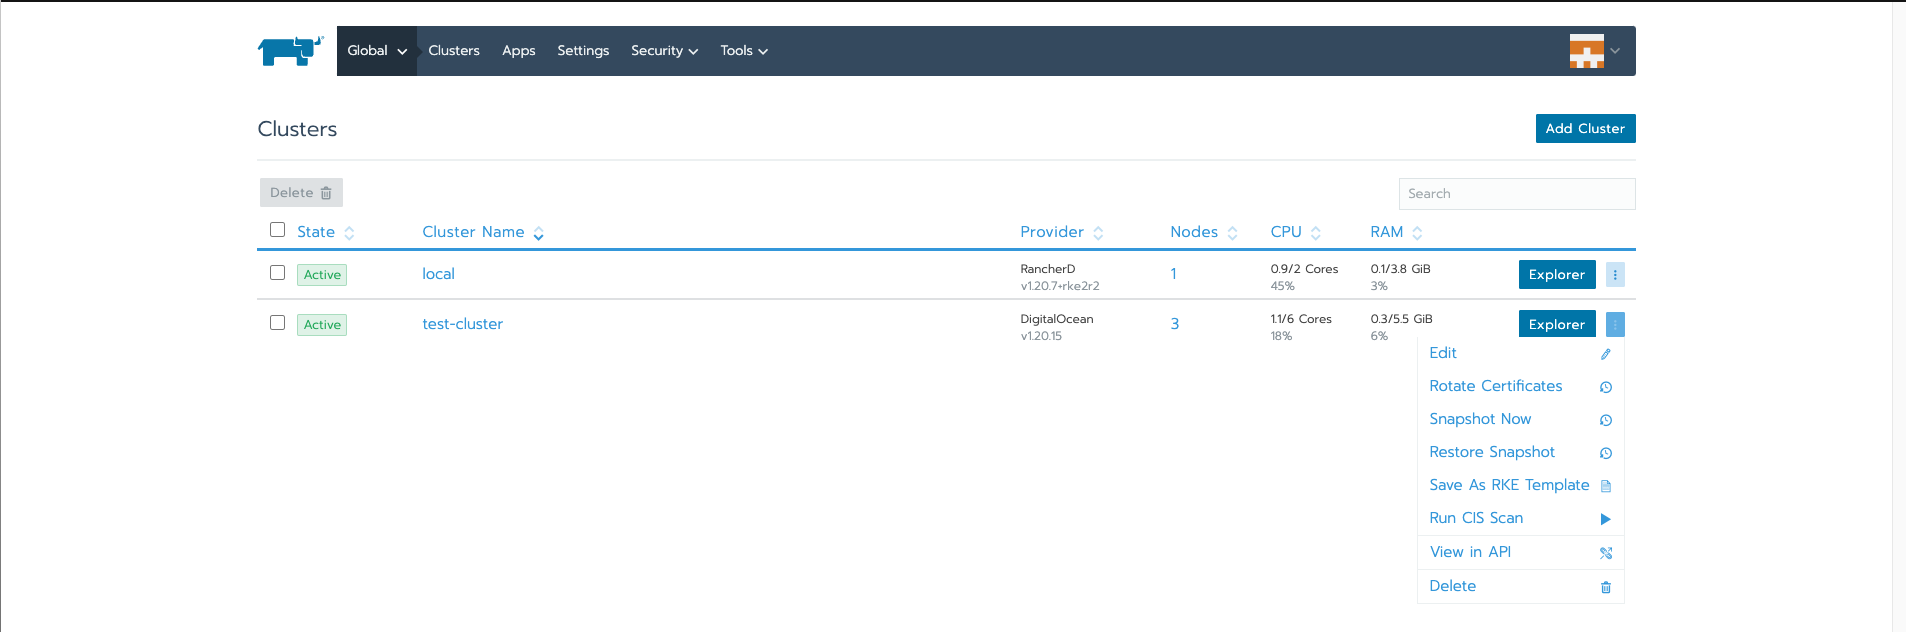 Global Clusters Apps Settings Security Tools
Clusters
Add Cluster
Delete
Search
State Cluster Name Provider Nodes CPU RAM
Active local RancherD 1 0.9/2 Cores 0.1/3.8 GiB Explorer
v1.20.7+rke2r2 45% 3%
Active test-cluster DigitalOcean 3 1.1/6 Cores 0.3/5.5 GiB Explorer
v1.20.15 18% 6%
Edit
Rotate Certificates
Snapshot Now
Restore Snapshot
Save As RKE Template
Run CIS Scan
View in API
Delete